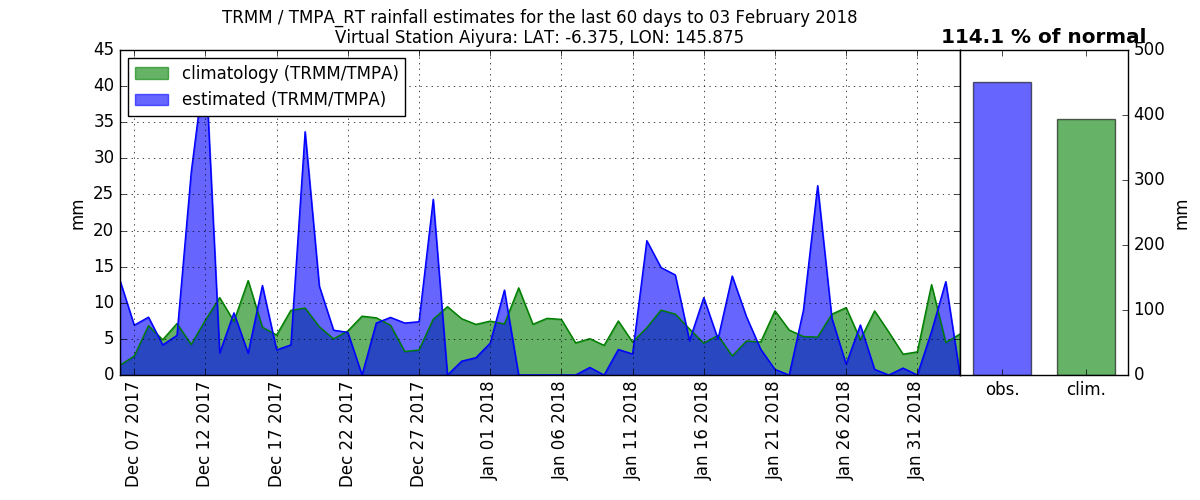 TRMM / TMPA_RT rainfall estimates for the last 60 days to 03 February 2018
Virtual Station Aiyura: LAT: -6.375, LON: 145.875
114.1 % of normal
climatology (TRMM/TMPA)
estimated (TRMM/TMPA)
45
40
35
30
25
20
15
10
5
0
mm
500
400
300
200
100
0
mm
Dec 07 2017
Dec 12 2017
Dec 17 2017
Dec 22 2017
Dec 27 2017
Jan 01 2018
Jan 06 2018
Jan 11 2018
Jan 16 2018
Jan 21 2018
Jan 26 2018
Jan 31 2018
obs.
clim.